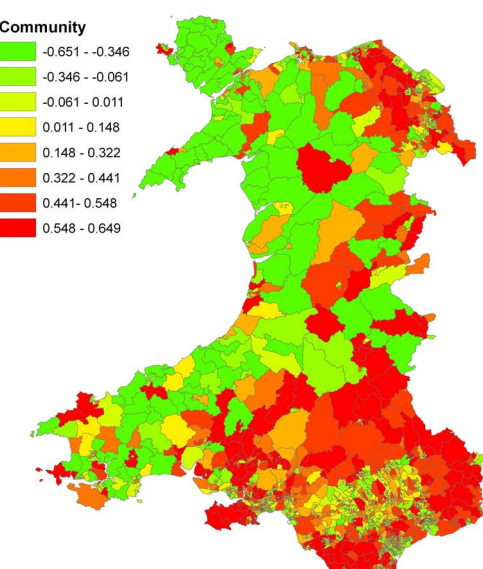 Community
-0.651 - -0.346
-0.346 - -0.061
-0.061 - 0.011
0.011 - 0.148
0.148 - 0.322
0.322 - 0.441
0.441- 0.548
0.548 - 0.649